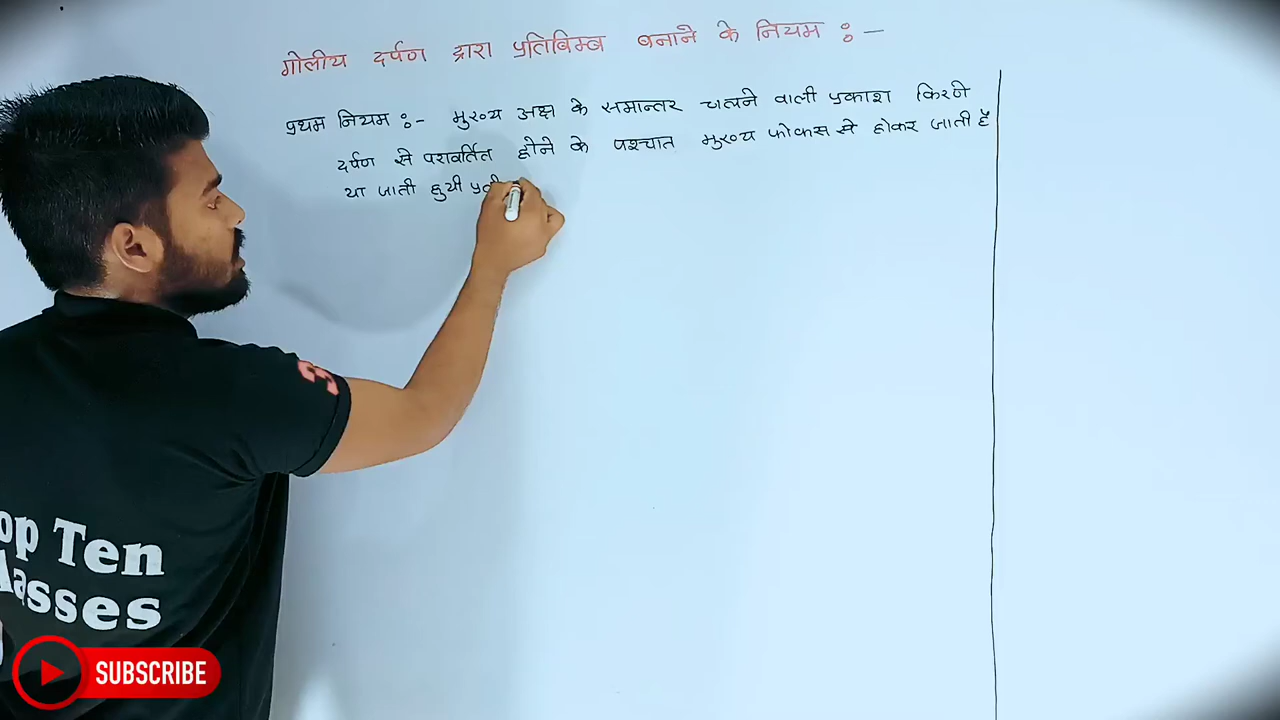 गोलीय दर्पण द्वारा प्रतिबिम्ब बनाने के नियम :-
प्रथम नियम :- मुख्य अक्ष के समान्तर चलने वाली प्रकाश किरणे
दर्पण से परावर्तित होने के पश्चात मुख्य फोकस से होकर जाती है
या जाती हुयी
3
op Ten
lasses
SUBSCRIBE